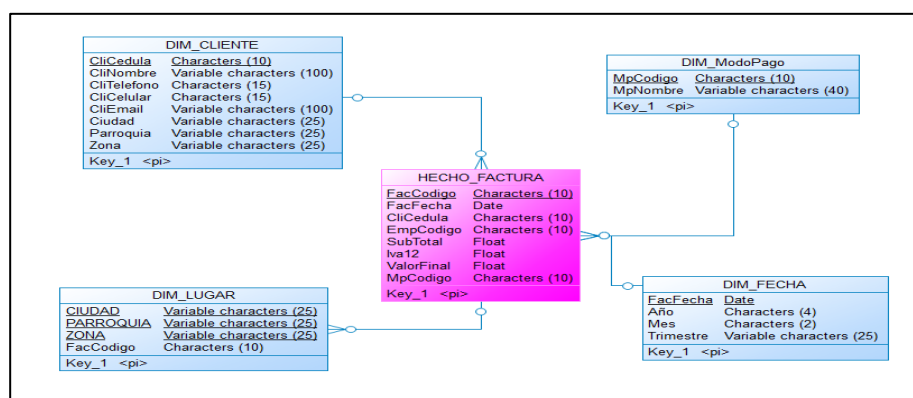 DIM_CLIENTE
CliCedula Characters (10)
CliNombre Variable characters (100)
CliTelefono Characters (15)
CliCelular Characters (15)
CliEmail Variable characters (100)
Ciudad Variable characters (25)
Parroquia Variable characters (25)
Zona Variable characters (25)
Key_1 <pi>
DIM_ModoPago
MpCodigo Characters (10)
MpNombre Variable characters (40)
Key_1 <pi>
HECHO_FACTURA
FacCodigo Characters (10)
FacFecha Date
CliCedula Characters (10)
EmpCodigo Characters (10)
SubTotal Float
Iva12 Float
ValorFinal Float
MpCodigo Characters (10)
Key_1 <pi>
DIM_LUGAR
CIUDAD Variable characters (25)
PARROQUIA Variable characters (25)
ZONA Variable characters (25)
FacCodigo Characters (10)
Key_1 <pi>
DIM_FECHA
FacFecha Date
Año Characters (4)
Mes Characters (2)
Trimestre Variable characters (25)
Key_1 <pi>